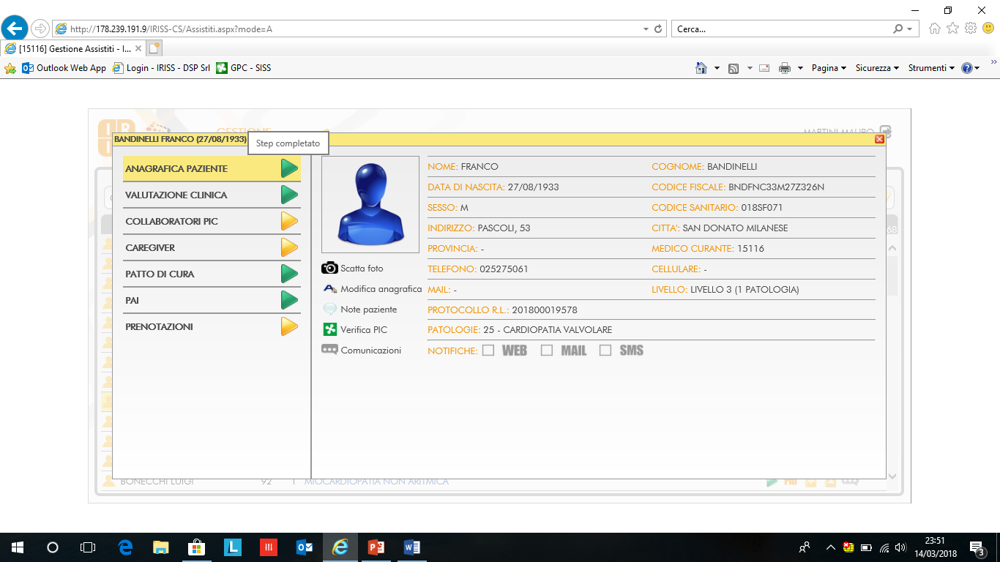 http://178.239.191.9/IRISS-CS/Assistiti.aspx?mode=A
Cerca...
[15116] Gestione Assistiti - I...
Outlook Web App
Login - IRISS - DSP Srl
GPC - SISS
Pagina
Sicurezza
Strumenti
GESTIONE
MARTINI MAURO
BANDINELLI FRANCO (27/08/1933)
Step completato
ANAGRAFICA PAZIENTE
VALUTAZIONE CLINICA
COLLABORATORI PIC
CAREGIVER
PATTO DI CURA
PAI
PRENOTAZIONI
Scatta foto
Modifica anagrafica
Note paziente
Verifica PIC
Comunicazioni
NOME: FRANCO
COGNOME: BANDINELLI
DATA DI NASCITA: 27/08/1933
CODICE FISCALE: BNDFNC33M27Z326N
SESSO: M
CODICE SANITARIO: 018SF071
INDIRIZZO: PASCOLI, 53
CITTA': SAN DONATO MILANESE
PROVINCIA: -
MEDICO CURANTE: 15116
TELEFONO: 025275061
CELLULARE: -
MAIL: -
LIVELLO: LIVELLO 3 (1 PATOLOGIA)
PROTOCOLLO R.L.: 201800019578
PATOLOGIE: 25 - CARDIOPATIA VALVOLARE
NOTIFICHE: WEB MAIL SMS
BONECCHI LUIGI 92 1 MIOCARDIOPATIA NON ARITMICA PAI
23:51
14/03/2018
3